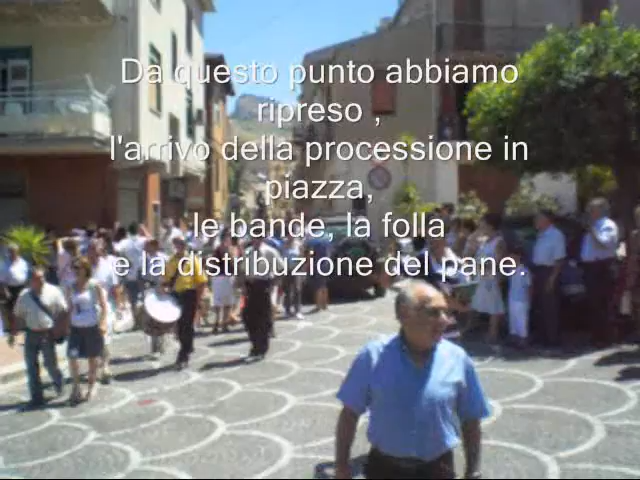 Da questo punto abbiamo
ripreso ,
l'arrivo della processione in
piazza,
le bande, la folla
e la distribuzione del pane.